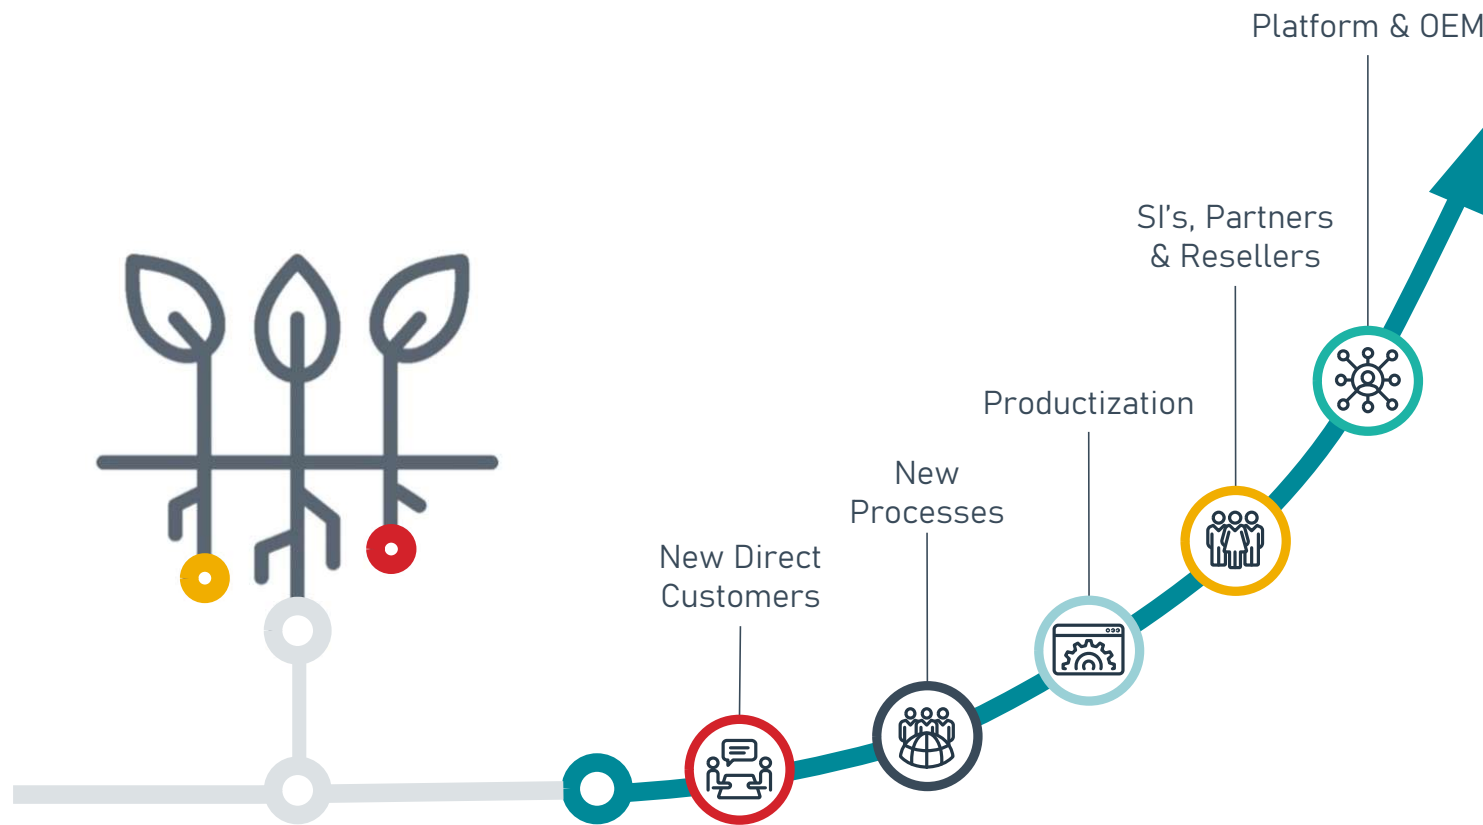 Platform & OEM
SI's, Partners
& Resellers
Productization
New
Processes
New Direct
Customers